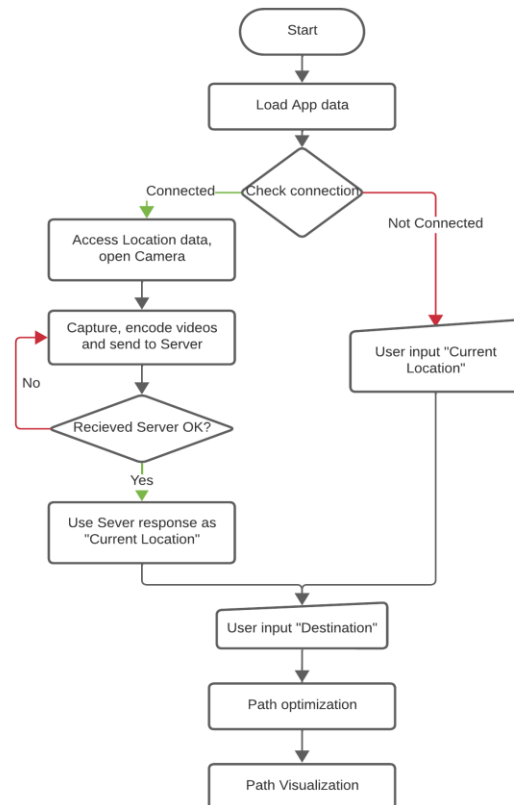 Start
Load App data
Check connection
Connected
Not Connected
Access Location data,
open Camera
Capture, encode videos
and send to Server
User input "Current
Location"
No
Recieved Server OK?
Yes
Use Sever response as
"Current Location"
User input "Destination"
Path optimization
Path Visualization